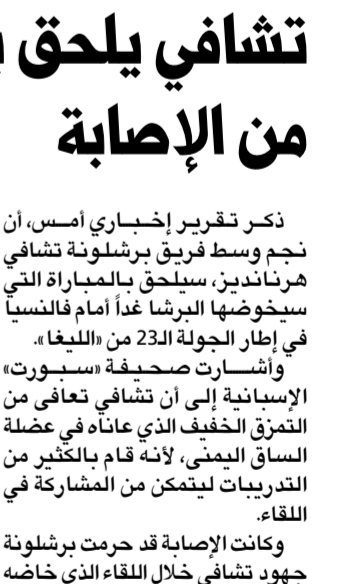 تشافي يلحق
من الإصابة
ذكر تقرير إخباري أمس، أن
نجم وسط فريق برشلونة تشافي
هرنانديز، سيلحق بالمباراة التي
سيخوضها البرشا غداً أمام فالنسيا
في إطار الجولة الـ23 من «الليغا».
وأشارت صحيفة «سبورت»
الإسبانية إلى أن تشافي تعافى من
التمزق الخفيف الذي عاناه في عضلة
الساق اليمنى، لأنه قام بالكثير من
التدريبات ليتمكن من المشاركة في
اللقاء.
وكانت الإصابة قد حرمت برشلونة
جهود تشافي خلال اللقاء الذي خاضه